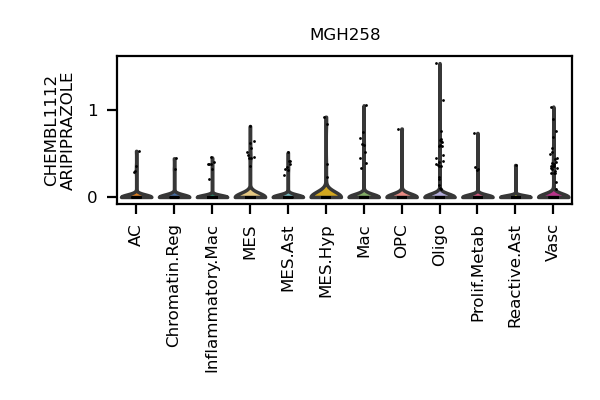 MGH258
CHEMBL1112
ARIPIPRAZOLE
1
0
AC
Chromatin.Reg
Inflammatory.Mac
MES
MES.Ast
MES.Hyp
Mac
OPC
Oligo
Prolif.Metab
Reactive.Ast
Vasc